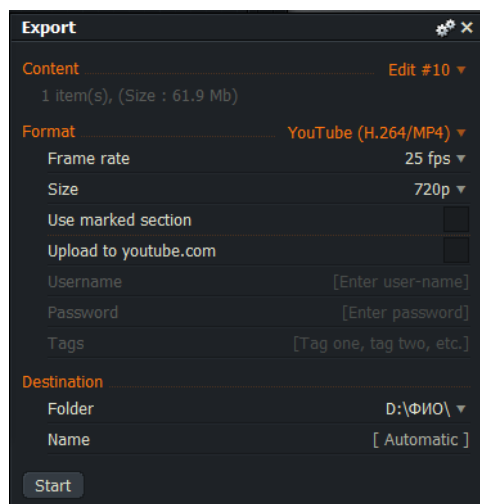 Export
Content Edit #10
1 item(s), (Size : 61.9 Mb)
Format YouTube (H.264/MP4)
Frame rate 25 fps
Size 720p
Use marked section
Upload to youtube.com
Username [Enter user-name]
Password [Enter password]
Tags [Tag one, tag two, etc.]
Destination
Folder D:\ФИО\
Name [ Automatic ]
Start